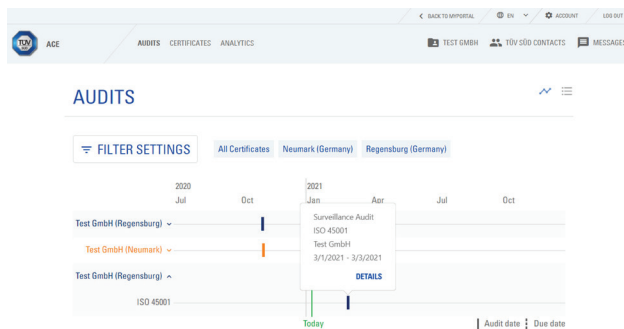 BACK TO MYPORTAL EN ACCOUNT LOG OUT
TÜV
SÜD
ACE AUDITS CERTIFICATES ANALYTICS TEST GMBH TÜV SÜD CONTACTS MESSAGES
AUDITS
FILTER SETTINGS All Certificates Neumark (Germany) Regensburg (Germany)
2020 2021
Jul Oct Jan Apr Jul Oct
Test GmbH (Regensburg)
Surveillance Audit
ISO 45001
Test GmbH
3/1/2021 - 3/3/2021
DETAILS
Test GmbH (Neumark)
Test GmbH (Regensburg)
ISO 45001
Today
Audit date Due date